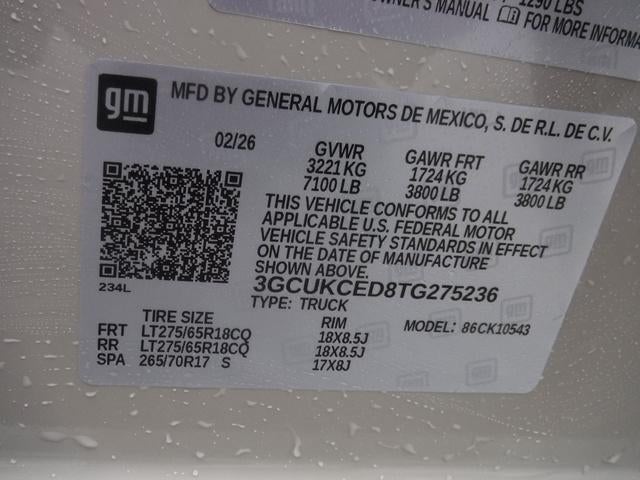 1290 LBS
OWNER'S MANUAL FOR MORE INFORMA
gm
MFD BY GENERAL MOTORS DE MEXICO, S. DE R.L. DE C.V.
02/26
GVWR GAWR FRT GAWR RR
3221 KG 1724 KG 1724 KG
7100 LB 3800 LB 3800 LB
THIS VEHICLE CONFORMS TO ALL
APPLICABLE U.S. FEDERAL MOTOR
VEHICLE SAFETY STANDARDS IN EFFECT
ON THE DATE OF MANUFACTURE
SHOWN ABOVE.
234L
3GCUKCED8TG275236
TYPE: TRUCK
TIRE SIZE RIM MODEL: 86CK10543
FRT LT275/65R18CQ 18X8.5J
RR LT275/65R18CQ 18X8.5J
SPA 265/70R17 S 17X8J